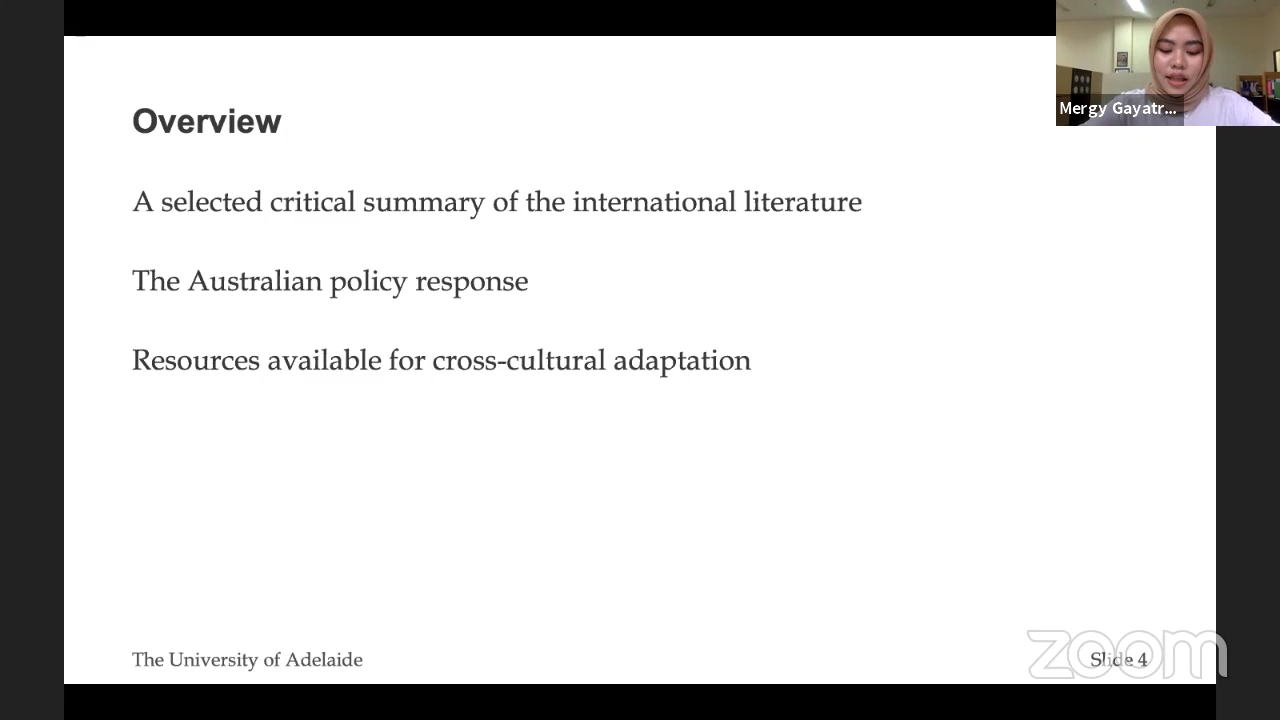 Overview
Mergy Gayatr...
A selected critical summary of the international literature
The Australian policy response
Resources available for cross-cultural adaptation
The University of Adelaide
Slide 4
zoom